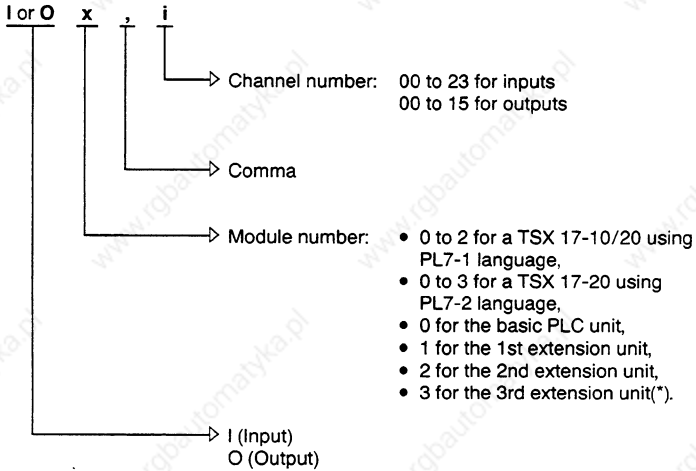 I or O x , i
Channel number: 00 to 23 for inputs
00 to 15 for outputs
Comma
Module number: • 0 to 2 for a TSX 17-10/20 using
PL7-1 language,
• 0 to 3 for a TSX 17-20 using
PL7-2 language,
• 0 for the basic PLC unit,
• 1 for the 1st extension unit,
• 2 for the 2nd extension unit,
• 3 for the 3rd extension unit(*).
I (Input)
O (Output)
www.rgbautomatyka.pl